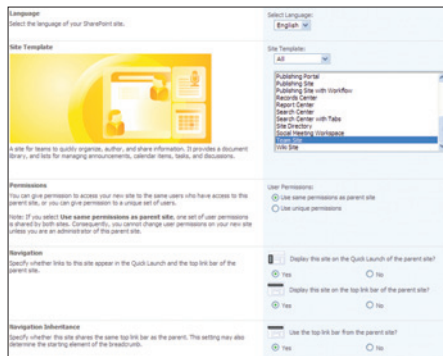 Language
Select the language of your SharePoint site.
Select Language:
English
Site Template
Site Template:
All
Publishing Portal
Publishing Site
Publishing Site with Workflow
Records Center
Report Center
Search Center
Search Center with Tabs
Site Directory
Social Meeting Workspace
Team Site
Wiki Site
A site for teams to quickly organize, author, and share information. It provides a document
library, and lists for managing announcements, calendar items, tasks, and discussions.
Permissions
You can give permission to access your new site to the same users who have access to this
parent site, or you can give permission to a unique set of users.
Note: If you select Use same permissions as parent site, one set of user permissions
is shared by both sites. Consequently, you cannot change user permissions on your new site
unless you are an administrator of this parent site.
User Permissions:
Use same permissions as parent site
Use unique permissions
Navigation
Specify whether links to this site appear in the Quick Launch and the top link bar of the
parent site.
Display this site on the Quick Launch of the parent site?
Yes No
Display this site on the top link bar of the parent site?
Yes No
Navigation Inheritance
Specify whether this site shares the same top link bar as the parent. This setting may also
determine the starting element of the breadcrumb.
Use the top link bar from the parent site?
Yes No